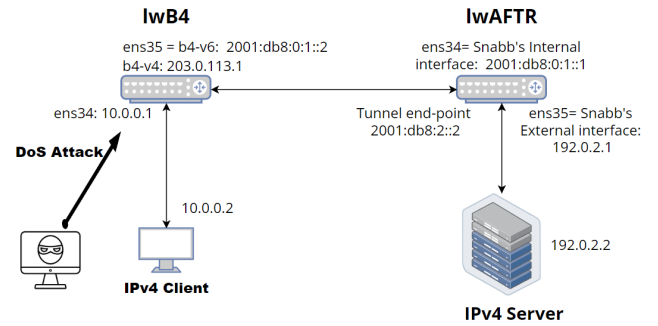 lwB4
lwAFTR
ens35 = b4-v6:  2001:db8:0:1::2
b4-v4: 203.0.113.1
ens34= Snabb's Internal
interface:  2001:db8:0:1::1
ens34: 10.0.0.1
Tunnel end-point
2001:db8:2::2
ens35= Snabb's
External interface:
192.0.2.1
DoS Attack
10.0.0.2
192.0.2.2
IPv4 Client
IPv4 Server